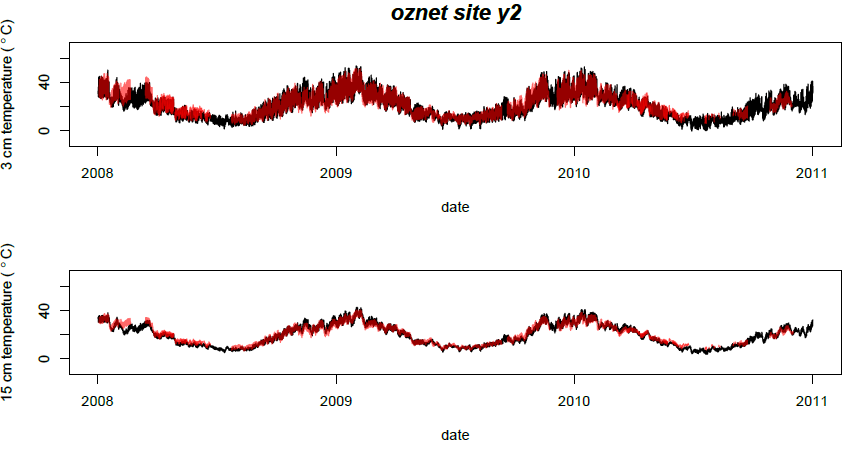 oznet site y2
3 cm temperature (°C)
40
0
2008 2009 2010 2011
date
15 cm temperature (°C)
40
0
2008 2009 2010 2011
date